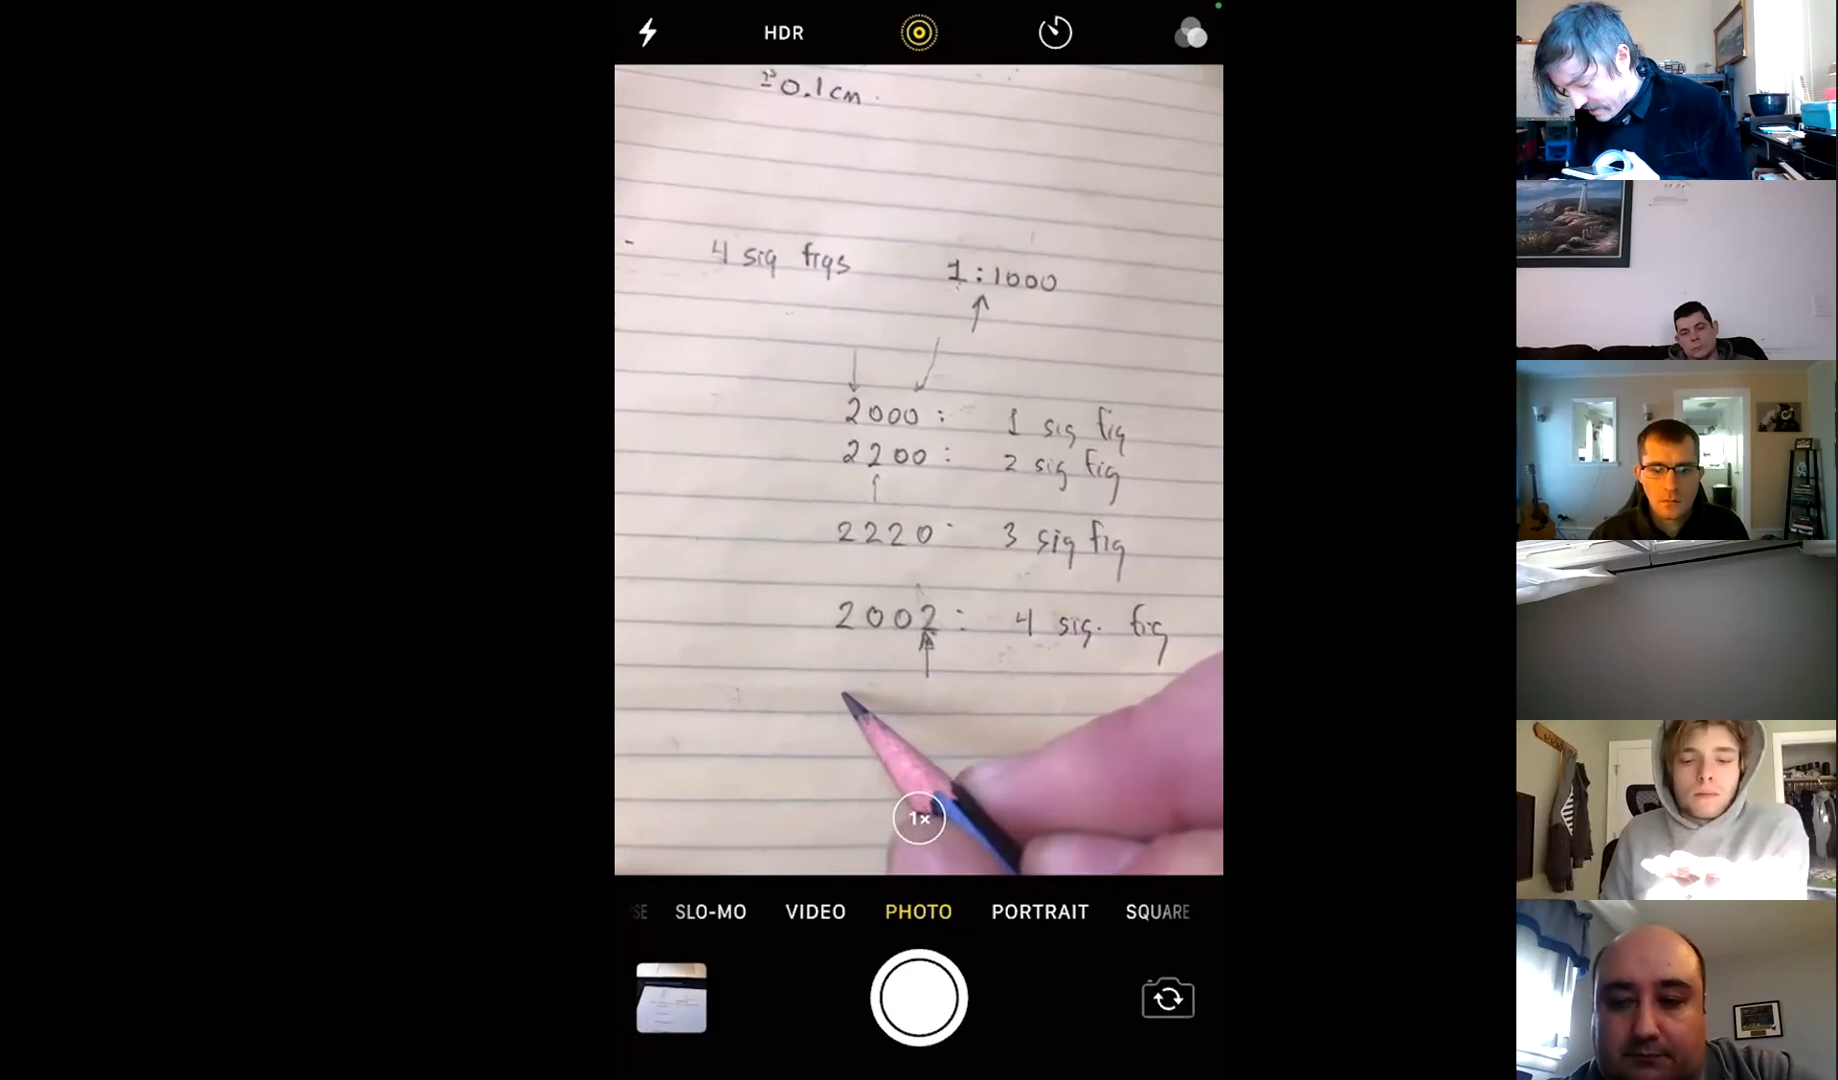 HDR
± 0.1cm.
- 4 sig figs 1:1000
2000: 1 sig fig
2200: 2 sig fig
2220: 3 sig fig
2002: 4 sig. fig
1×
SE SLO-MO VIDEO PHOTO PORTRAIT SQUARE